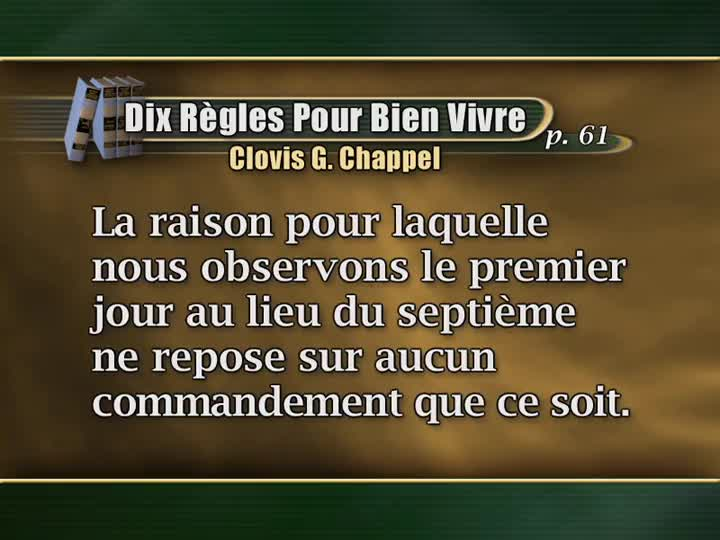 Dix Règles Pour Bien Vivre
p. 61
Clovis G. Chappel
La raison pour laquelle
nous observons le premier
jour au lieu du septième
ne repose sur aucun
commandement que ce soit.